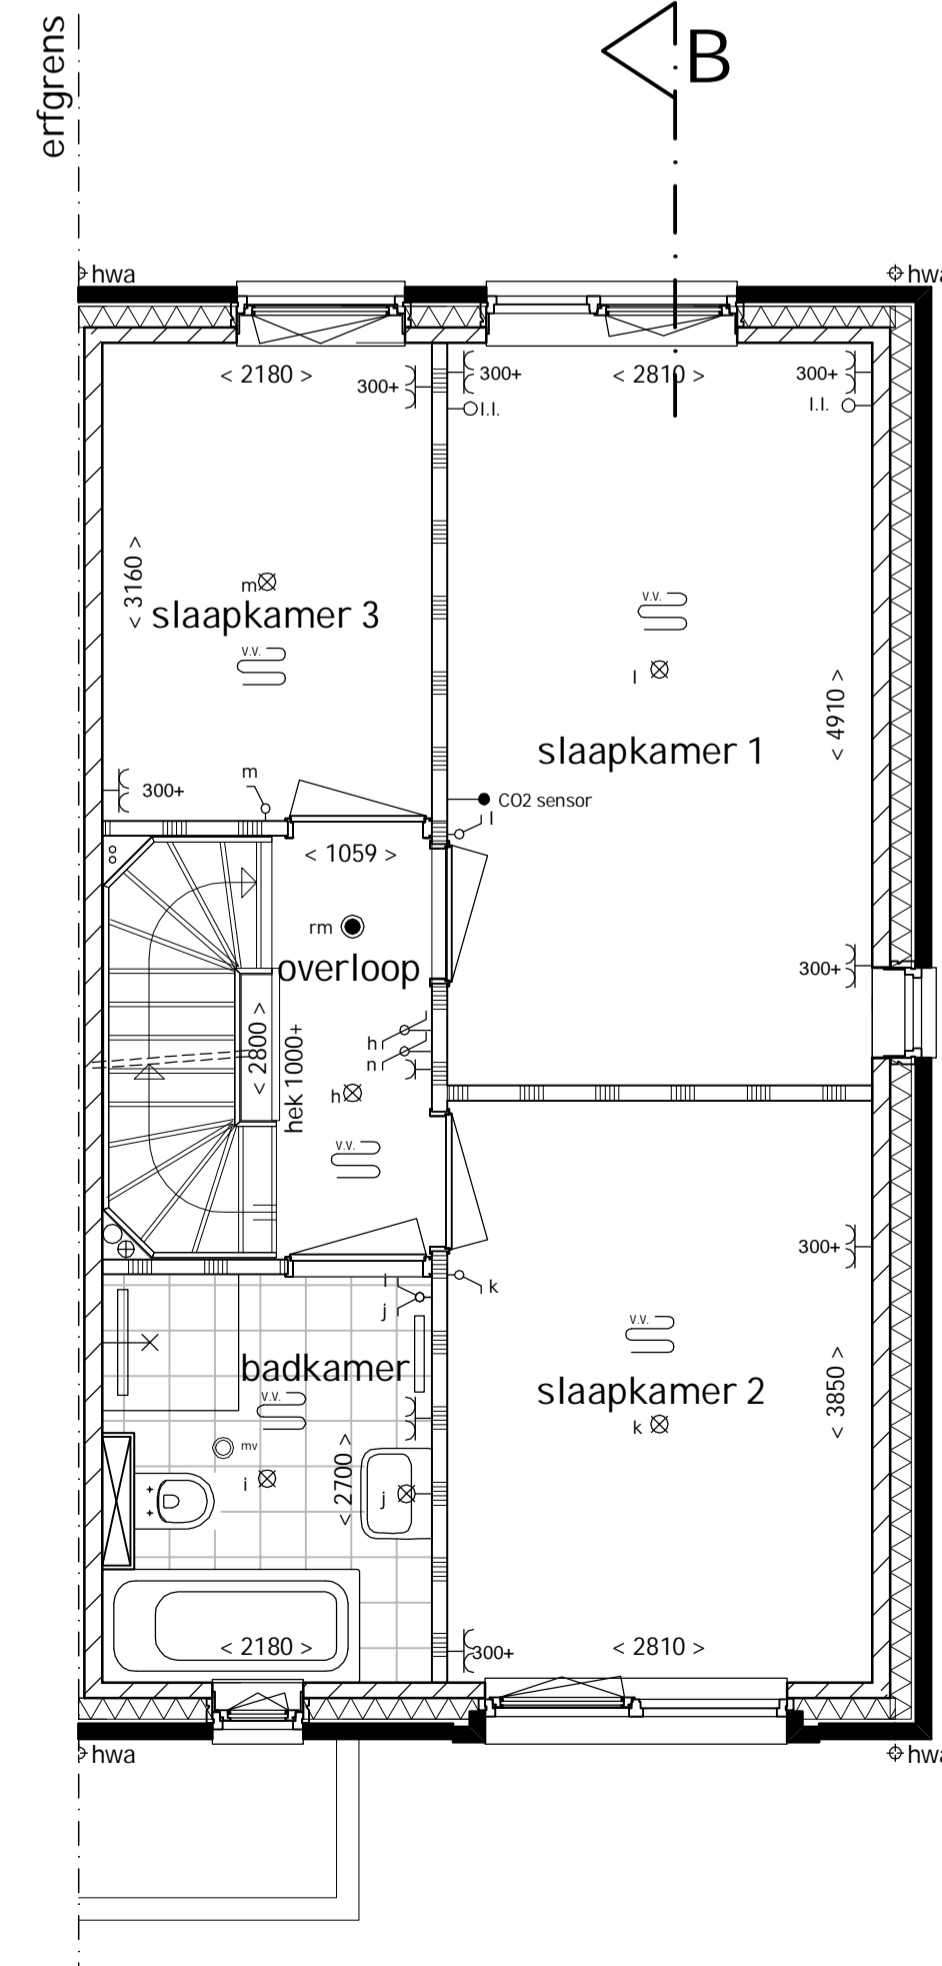 erfgrens
B
hwa
hwa
< 2180 >
300+
300+
< 2810 >
300+
l.l.
l.l.
< 3160 >
m
slaapkamer 3
v.v.
v.v.
l
< 4910 >
slaapkamer 1
m
300+
CO2 sensor
l
< 1059 >
rm
overloop
300+
< 2800 >
hek 1000+
h
n
h
v.v.
300+
i
j
k
badkamer
v.v.
v.v.
slaapkamer 2
k
< 3850 >
mv
i
< 2700 >
j
< 2180 >
300+
< 2810 >
hwa
hwa